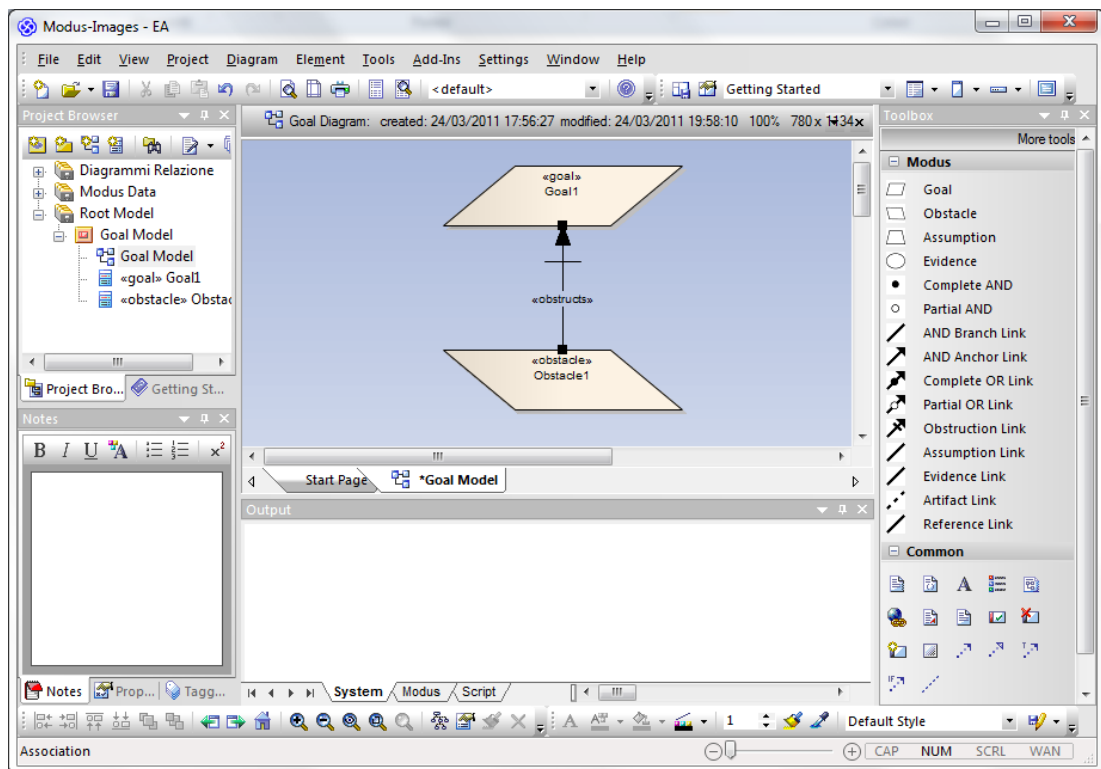 Modus-Images - EA
File Edit View Project Diagram Element Tools Add-Ins Settings Window Help
<default>
Getting Started
Project Browser
Diagrammi Relazione
Modus Data
Root Model
Goal Model
Goal Model
«goal» Goal1
«obstacle» Obstac
Project Bro... Getting St...
Notes
B I U A x²
Notes Prop... Tagg...
Goal Diagram: created: 24/03/2011 17:56:27 modified: 24/03/2011 19:58:10 100% 780 x 1134
«goal»
Goal1
«obstructs»
«obstacle»
Obstacle1
Start Page *Goal Model
Output
System Modus Script
Toolbox
More tools
Modus
Goal
Obstacle
Assumption
Evidence
Complete AND
Partial AND
AND Branch Link
AND Anchor Link
Complete OR Link
Partial OR Link
Obstruction Link
Assumption Link
Evidence Link
Artifact Link
Reference Link
Common
A 1 Default Style
Association
CAP NUM SCRL WAN